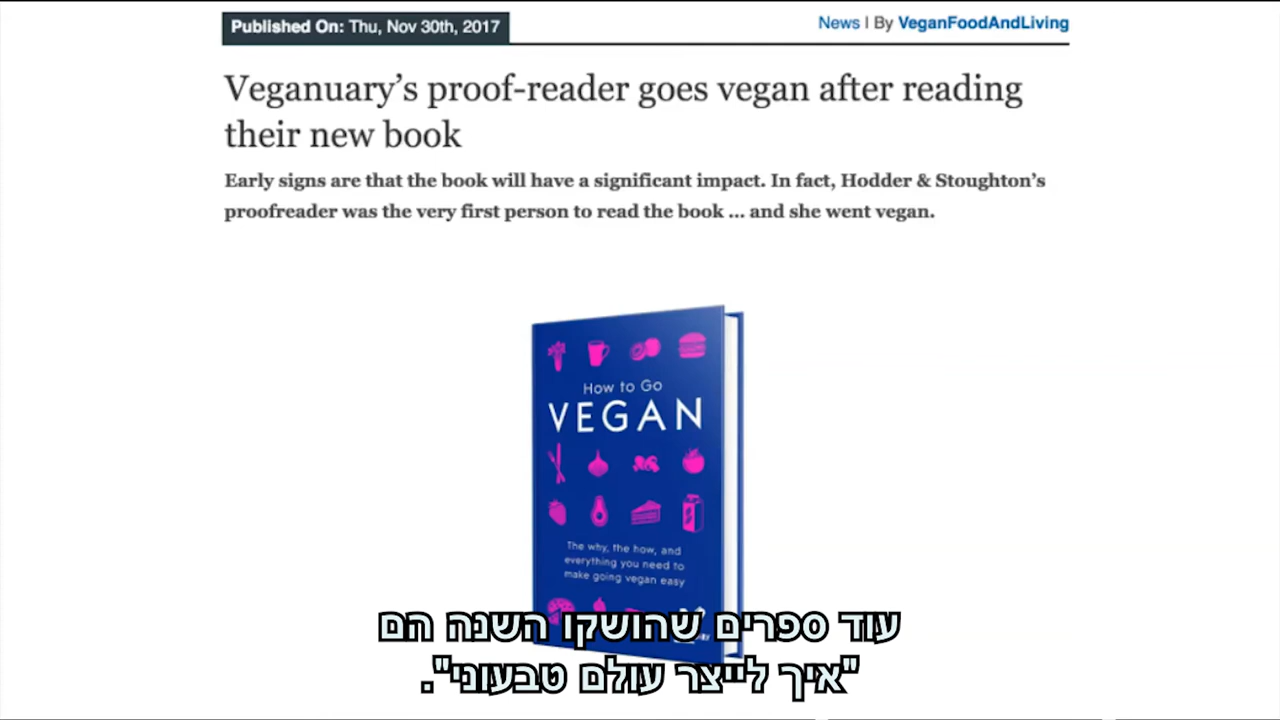 Published On: Thu, Nov 30th, 2017
News | By VeganFoodAndLiving
Veganuary’s proof-reader goes vegan after reading
their new book
Early signs are that the book will have a significant impact. In fact, Hodder & Stoughton’s
proofreader was the very first person to read the book ... and she went vegan.
How to Go
VEGAN
The why, the how, and
everything you need to
make going vegan easy
עוד ספרים שהושקו השנה הם
"איך לייצר עולם טבעוני".